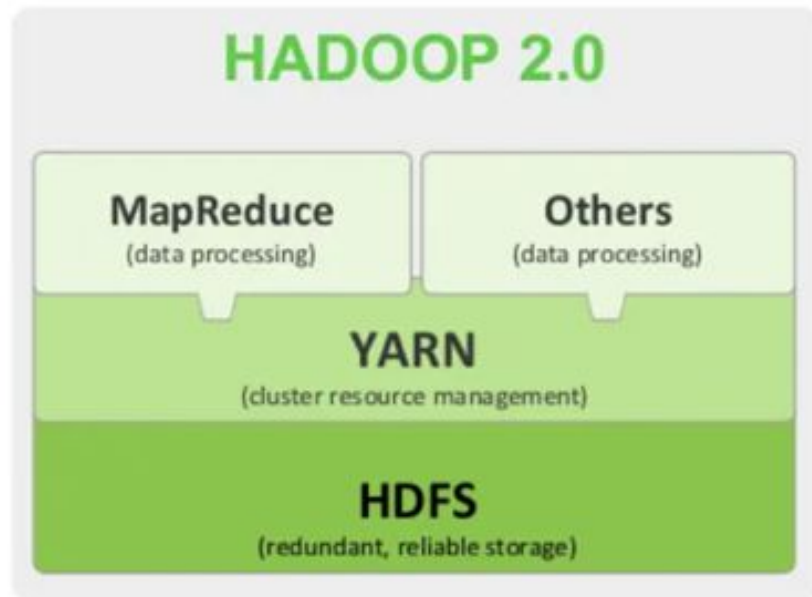 HADOOP 2.0
MapReduce
(data processing)
Others
(data processing)
YARN
(cluster resource management)
HDFS
(redundant, reliable storage)